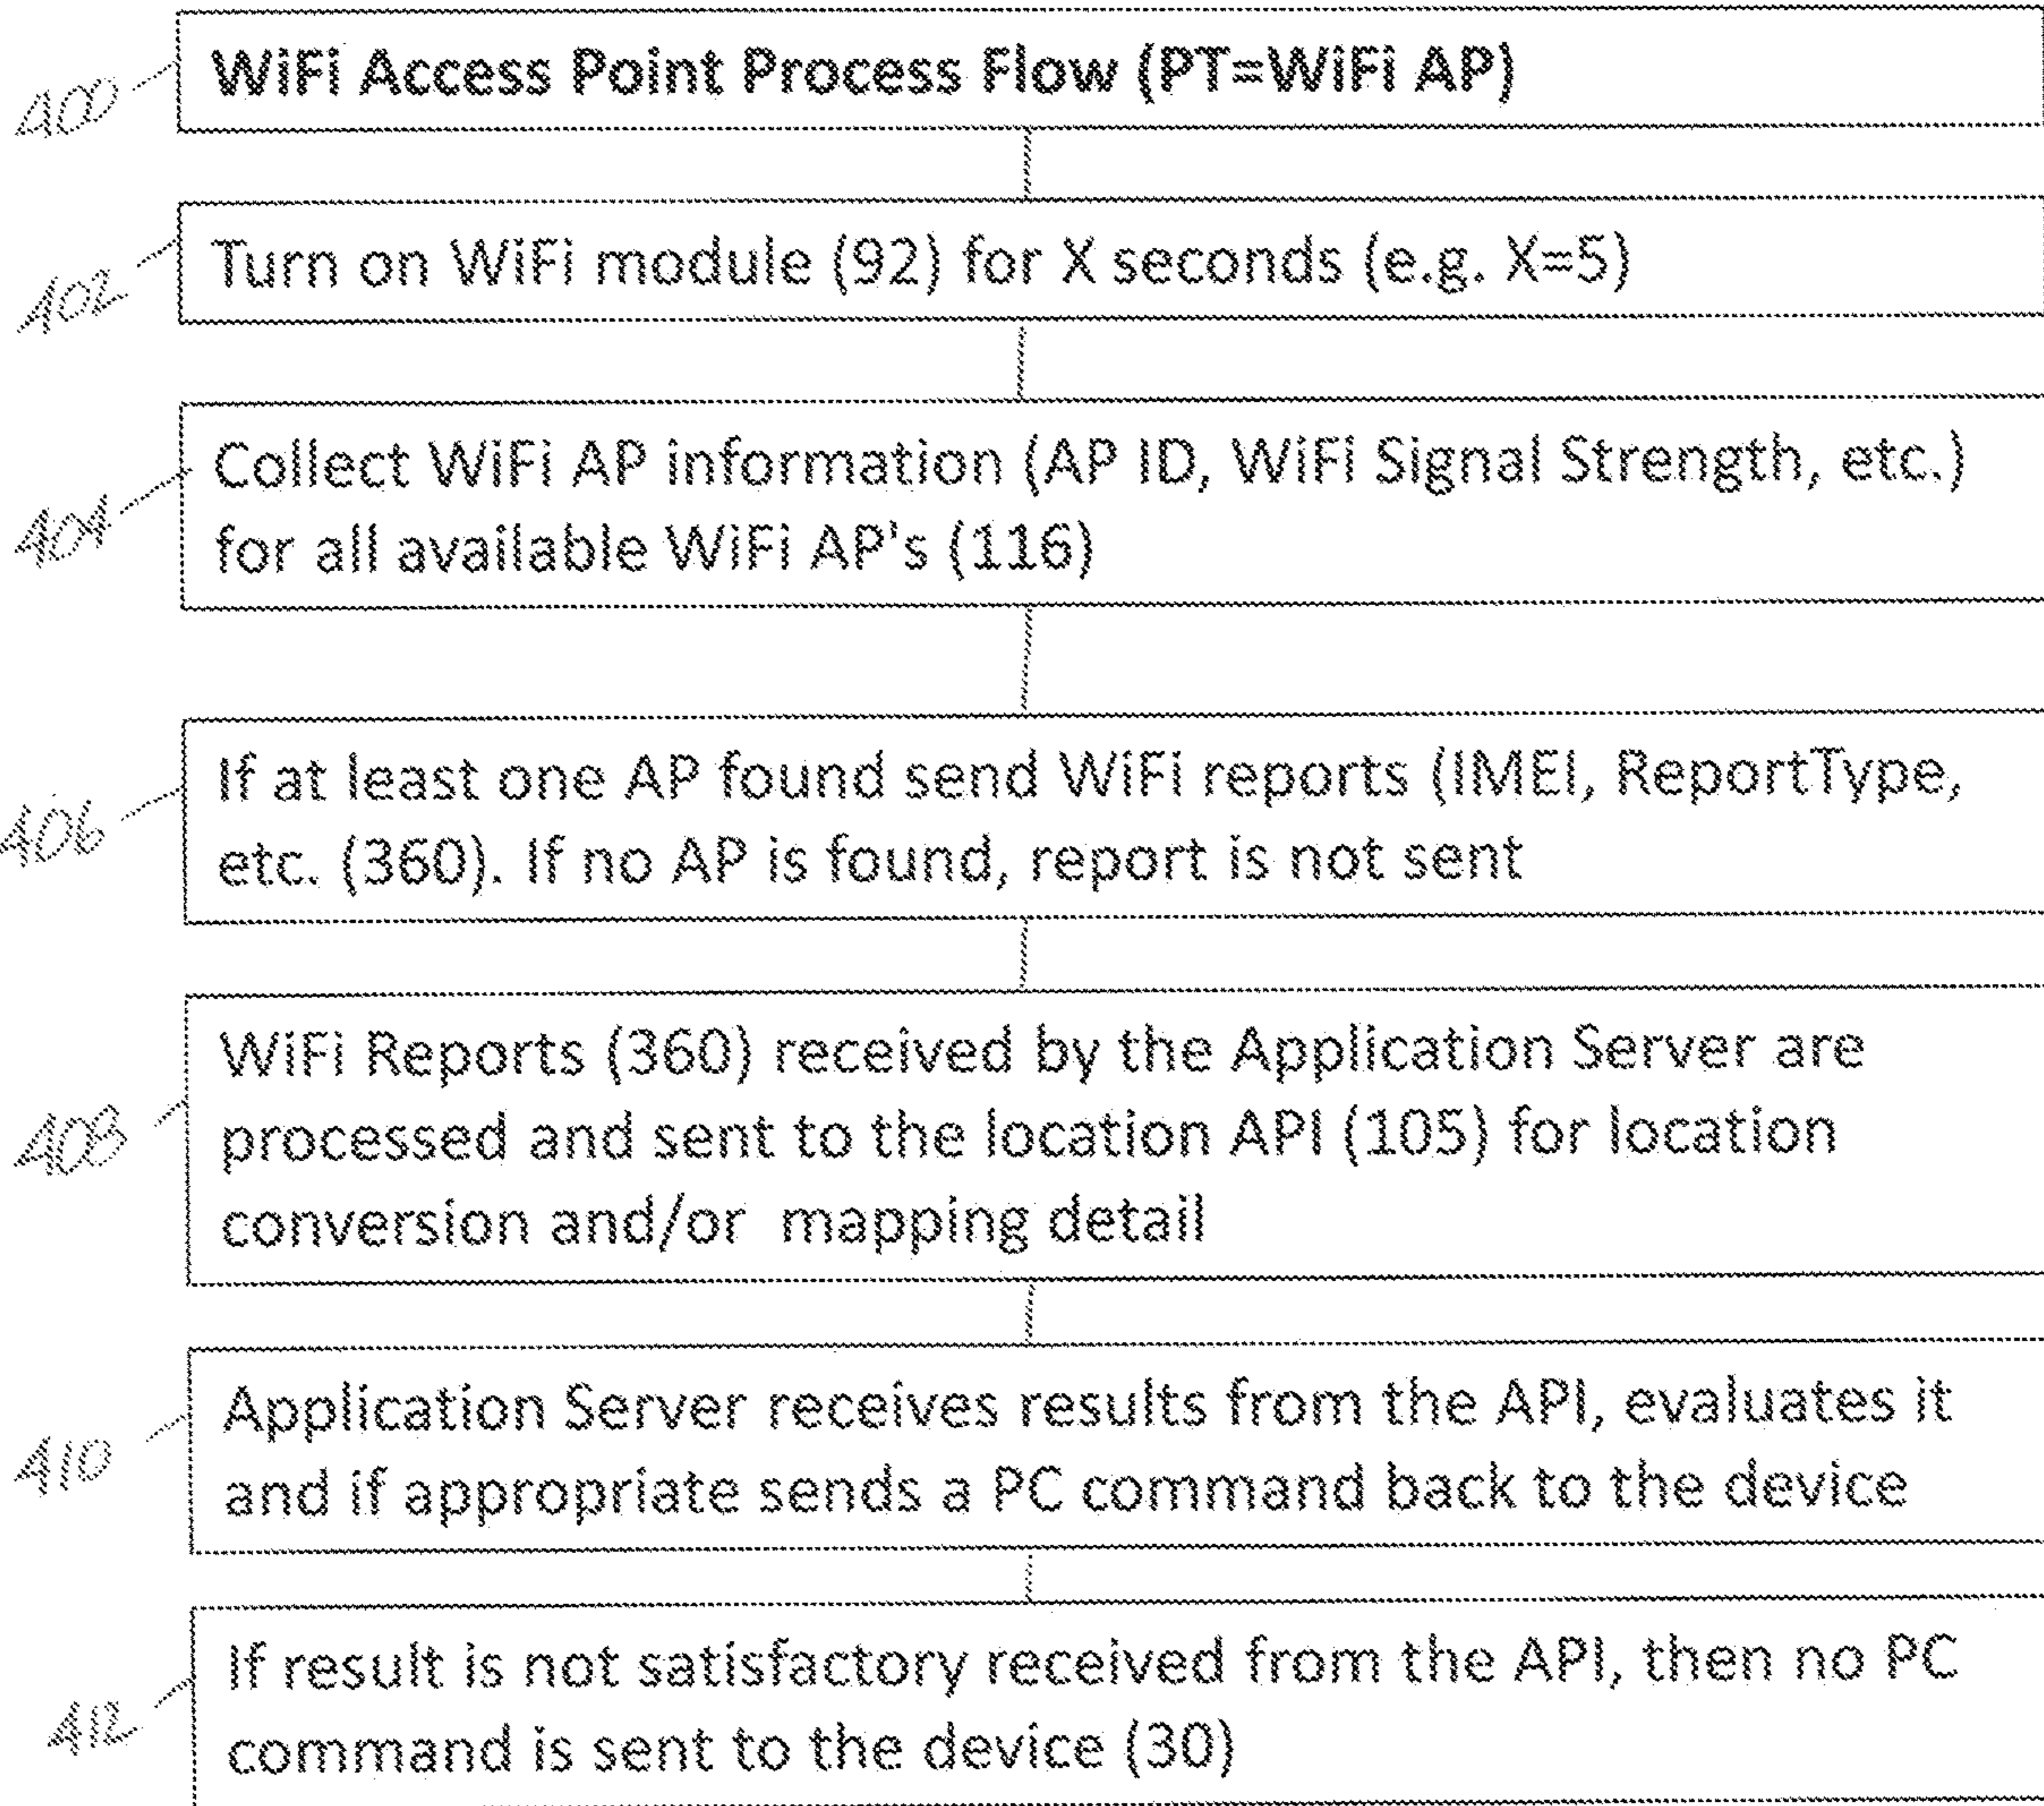 400
WiFi Access Point Process Flow (PT=WiFi AP)
402
Turn on WiFi module (92) for X seconds (e.g. X=5)
404
Collect WiFi AP information (AP ID, WiFi Signal Strength, etc.)
for all available WiFi AP's (116)
406
If at least one AP found send WiFi reports (IMEI, ReportType,
etc. (360). If no AP is found, report is not sent
408
WiFi Reports (360) received by the Application Server are
processed and sent to the location API (105) for location
conversion and/or mapping detail
410
Application Server receives results from the API, evaluates it
and if appropriate sends a PC command back to the device
412
If result is not satisfactory received from the API, then no PC
command is sent to the device (30)